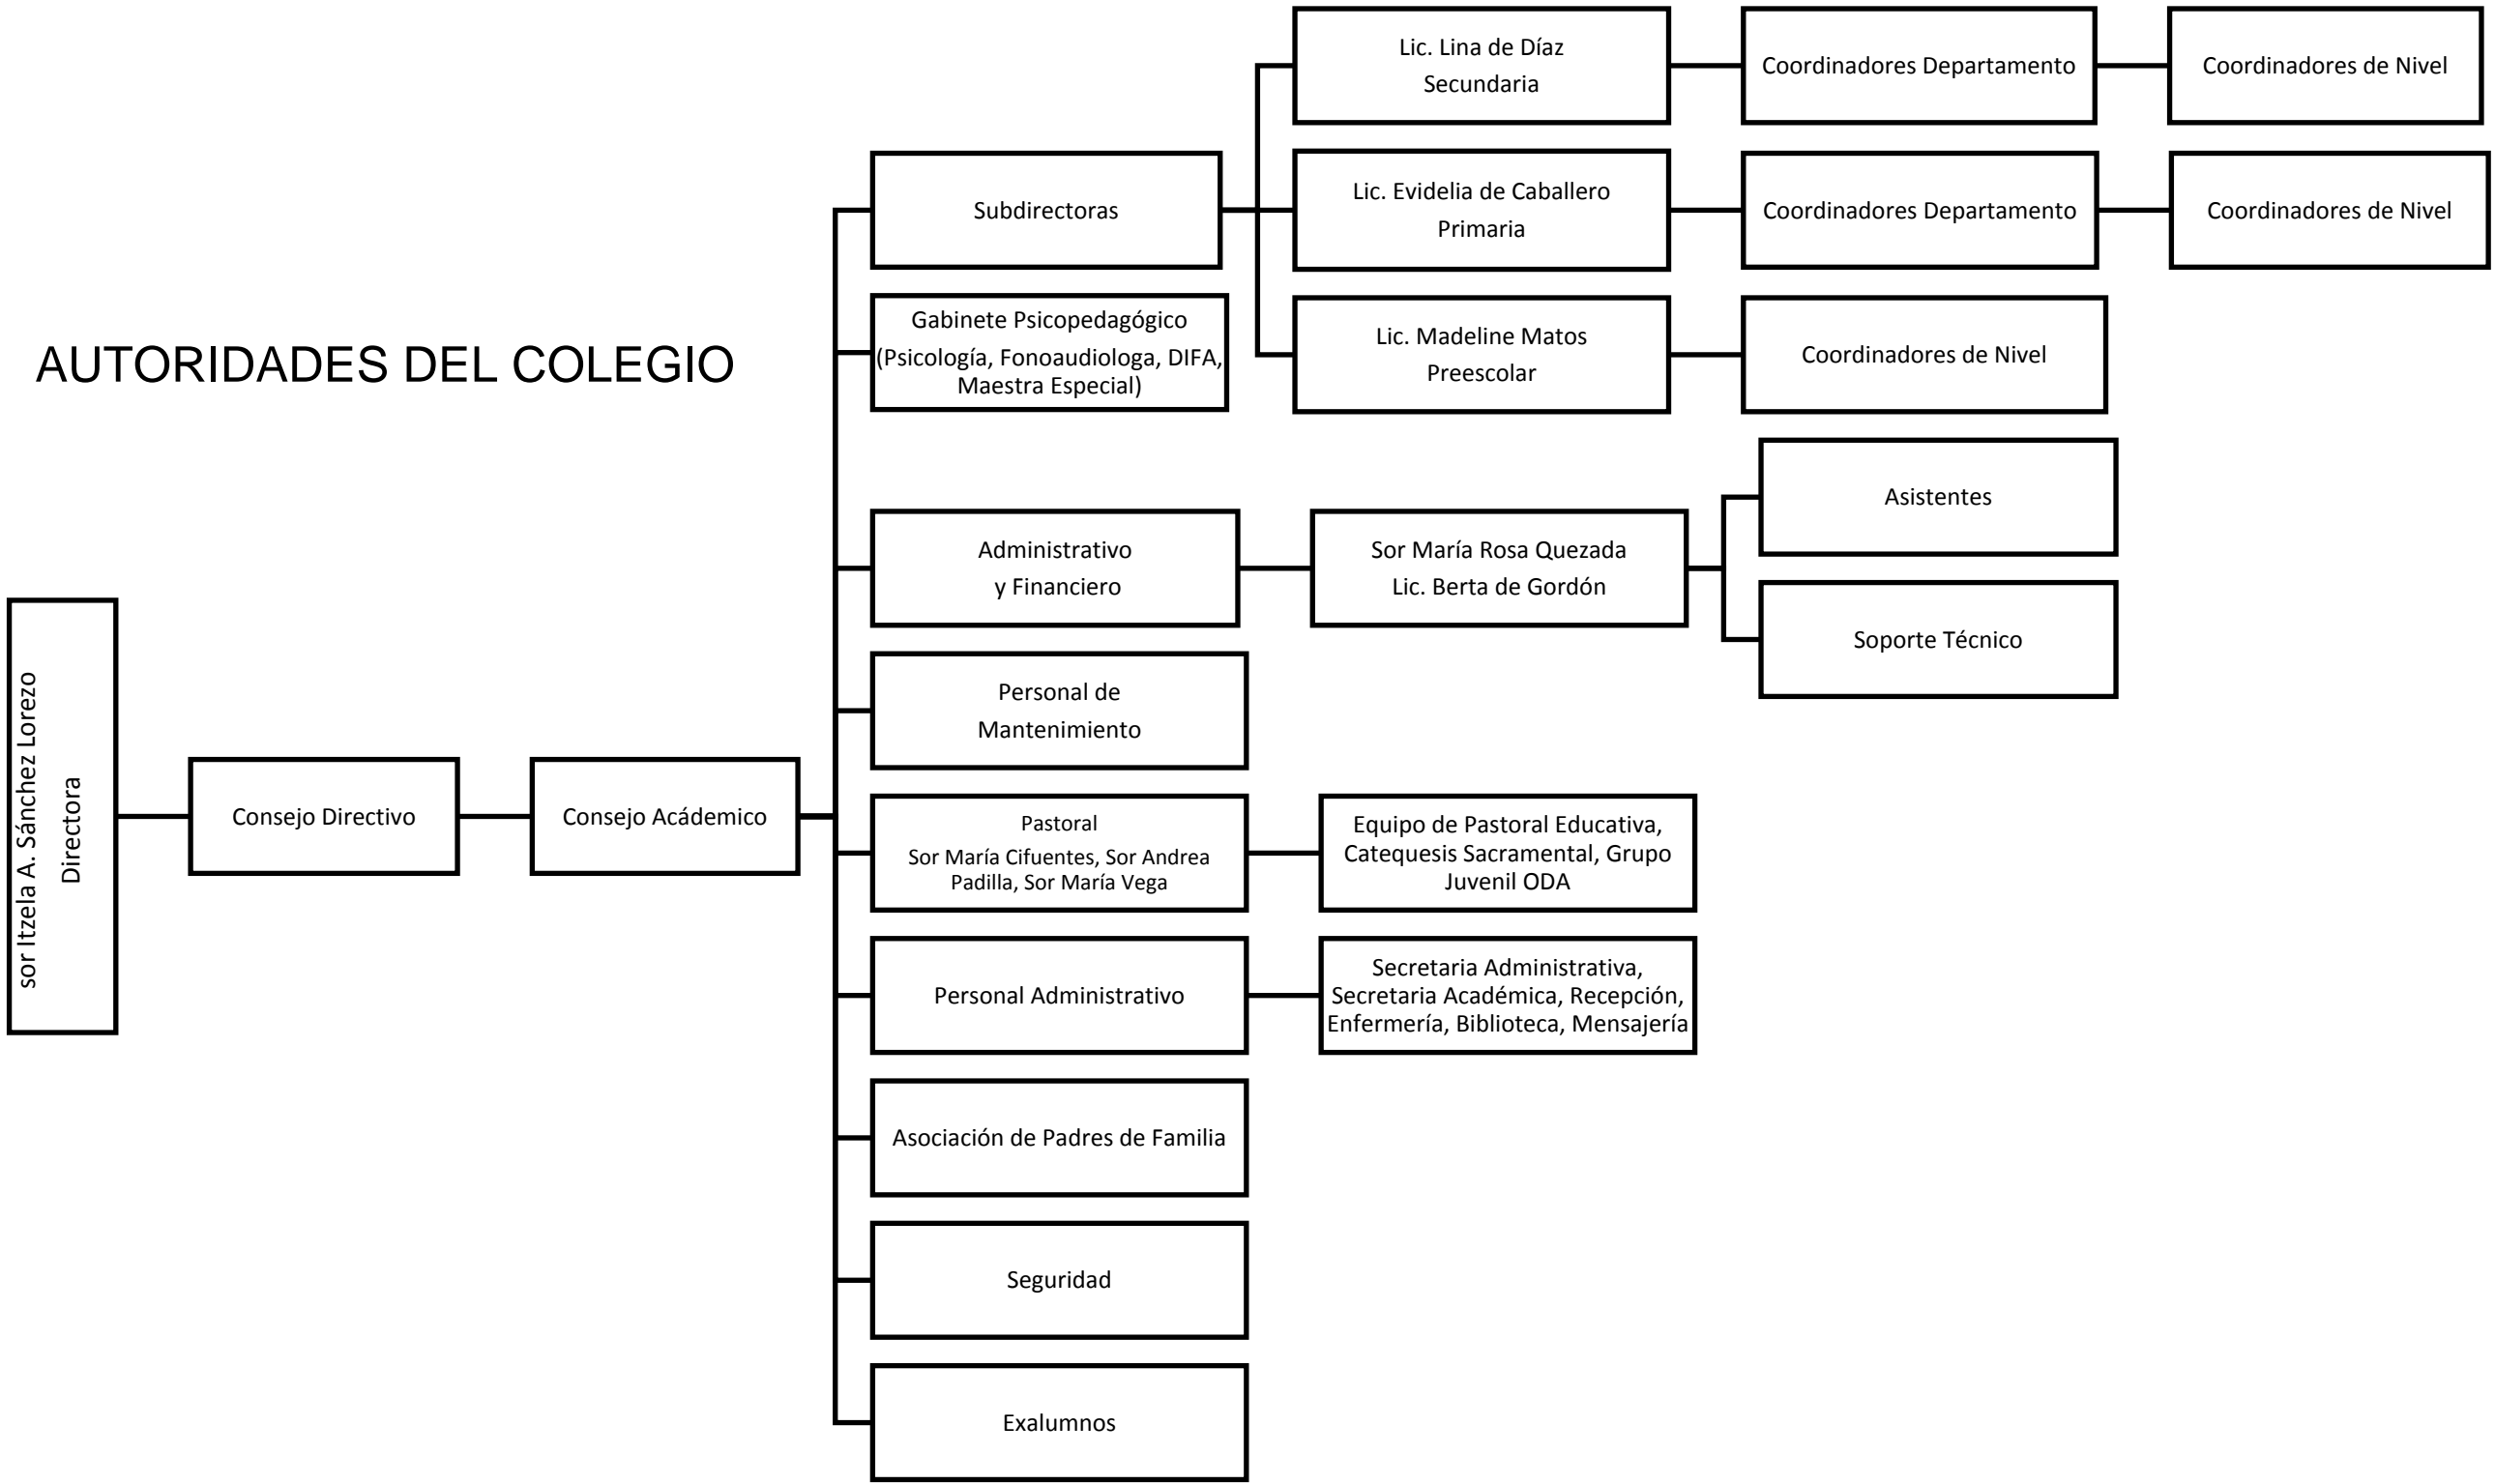 AUTORIDADES DEL COLEGIO
sor Itzela A. Sánchez Lorezo
Directora
Consejo Directivo
Consejo Acádemico
Subdirectoras
Lic. Lina de Díaz
Secundaria
Coordinadores Departamento
Coordinadores de Nivel
Lic. Evidelia de Caballero
Primaria
Coordinadores Departamento
Coordinadores de Nivel
Lic. Madeline Matos
Preescolar
Coordinadores de Nivel
Gabinete Psicopedagógico
(Psicología, Fonoaudiologa, DIFA,
Maestra Especial)
Administrativo
y Financiero
Sor María Rosa Quezada
Lic. Berta de Gordón
Asistentes
Soporte Técnico
Personal de
Mantenimiento
Pastoral
Sor María Cifuentes, Sor Andrea
Padilla, Sor María Vega
Equipo de Pastoral Educativa,
Catequesis Sacramental, Grupo
Juvenil ODA
Personal Administrativo
Secretaria Administrativa,
Secretaria Académica, Recepción,
Enfermería, Biblioteca, Mensajería
Asociación de Padres de Familia
Seguridad
Exalumnos